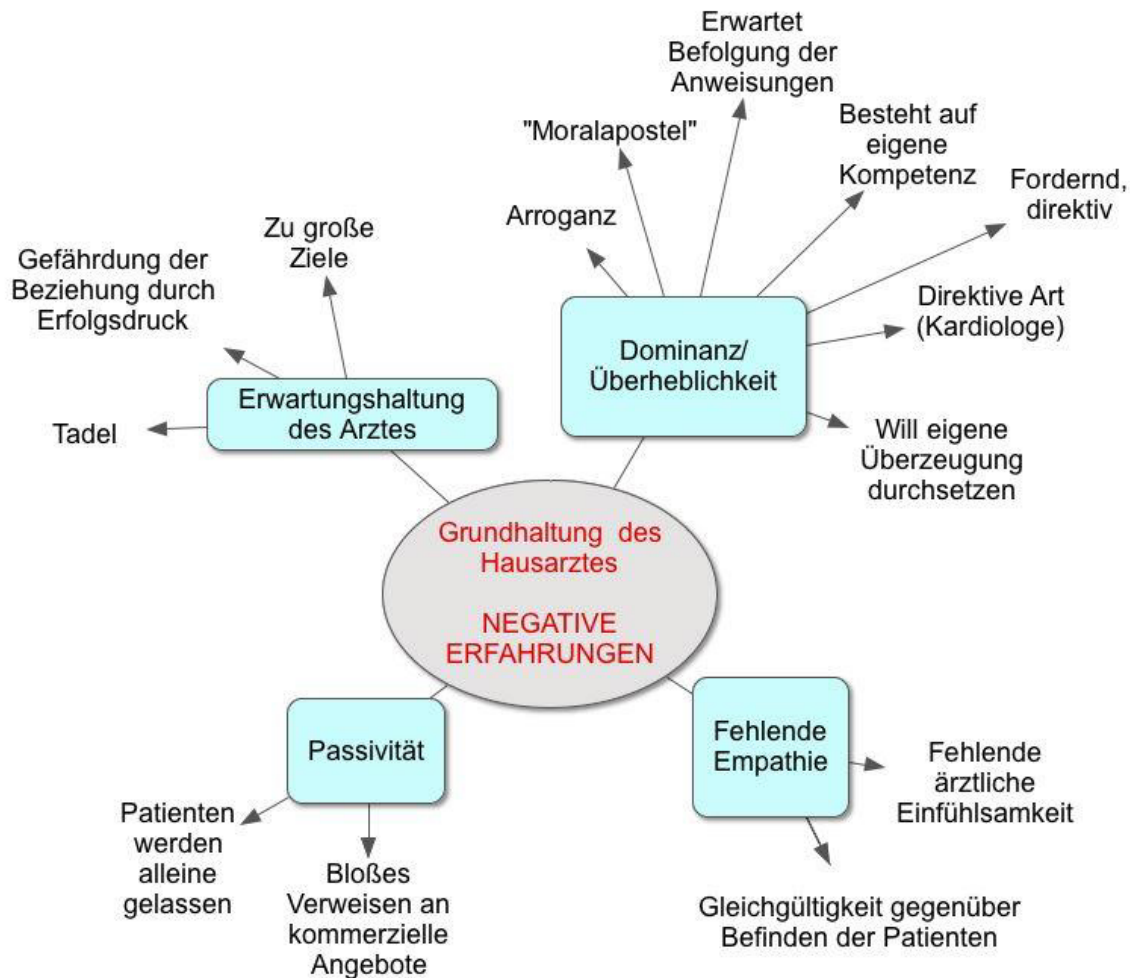 Erwartet
Befolgung der
Anweisungen
"Moralapostel"
Besteht auf
eigene
Kompetenz
Fordernd,
direktiv
Arroganz
Zu große
Ziele
Gefährdung der
Beziehung durch
Erfolgsdruck
Direktive Art
(Kardiologe)
Dominanz/
Überheblichkeit
Erwartungshaltung
des Arztes
Tadel
Will eigene
Überzeugung
durchsetzen
Grundhaltung des
Hausarztes
NEGATIVE
ERFAHRUNGEN
Passivität
Fehlende
Empathie
Fehlende
ärztliche
Einfühlsamkeit
Patienten
werden
alleine
gelassen
Bloßes
Verweisen an
kommerzielle
Angebote
Gleichgültigkeit gegenüber
Befinden der Patienten